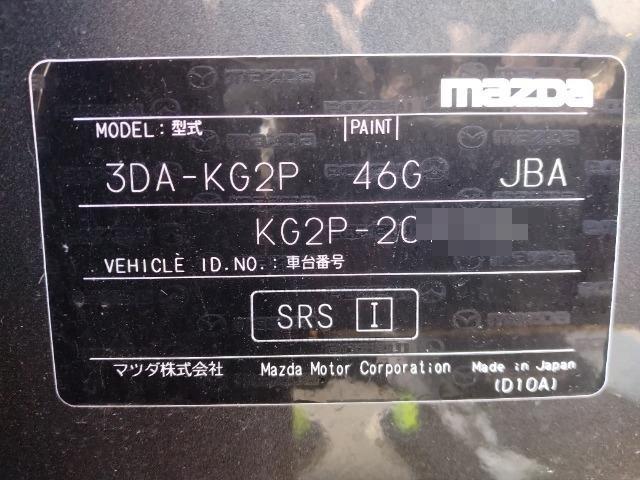 mazda
MODEL: 型式 PAINT
3DA-KG2P 46G JBA
KG2P-20
VEHICLE ID.NO.: 車台番号
SRS I
マツダ株式会社 Mazda Motor Corporation Made in Japan
(D10A)